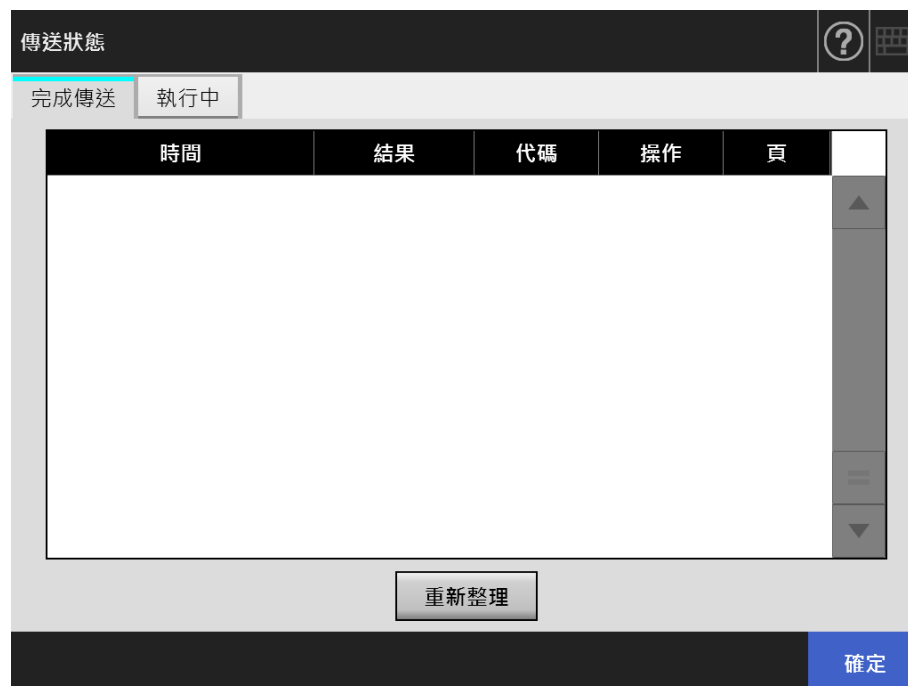 傳送狀態
完成傳送 執行中
時間 結果 代碼 操作 頁
重新整理
確定